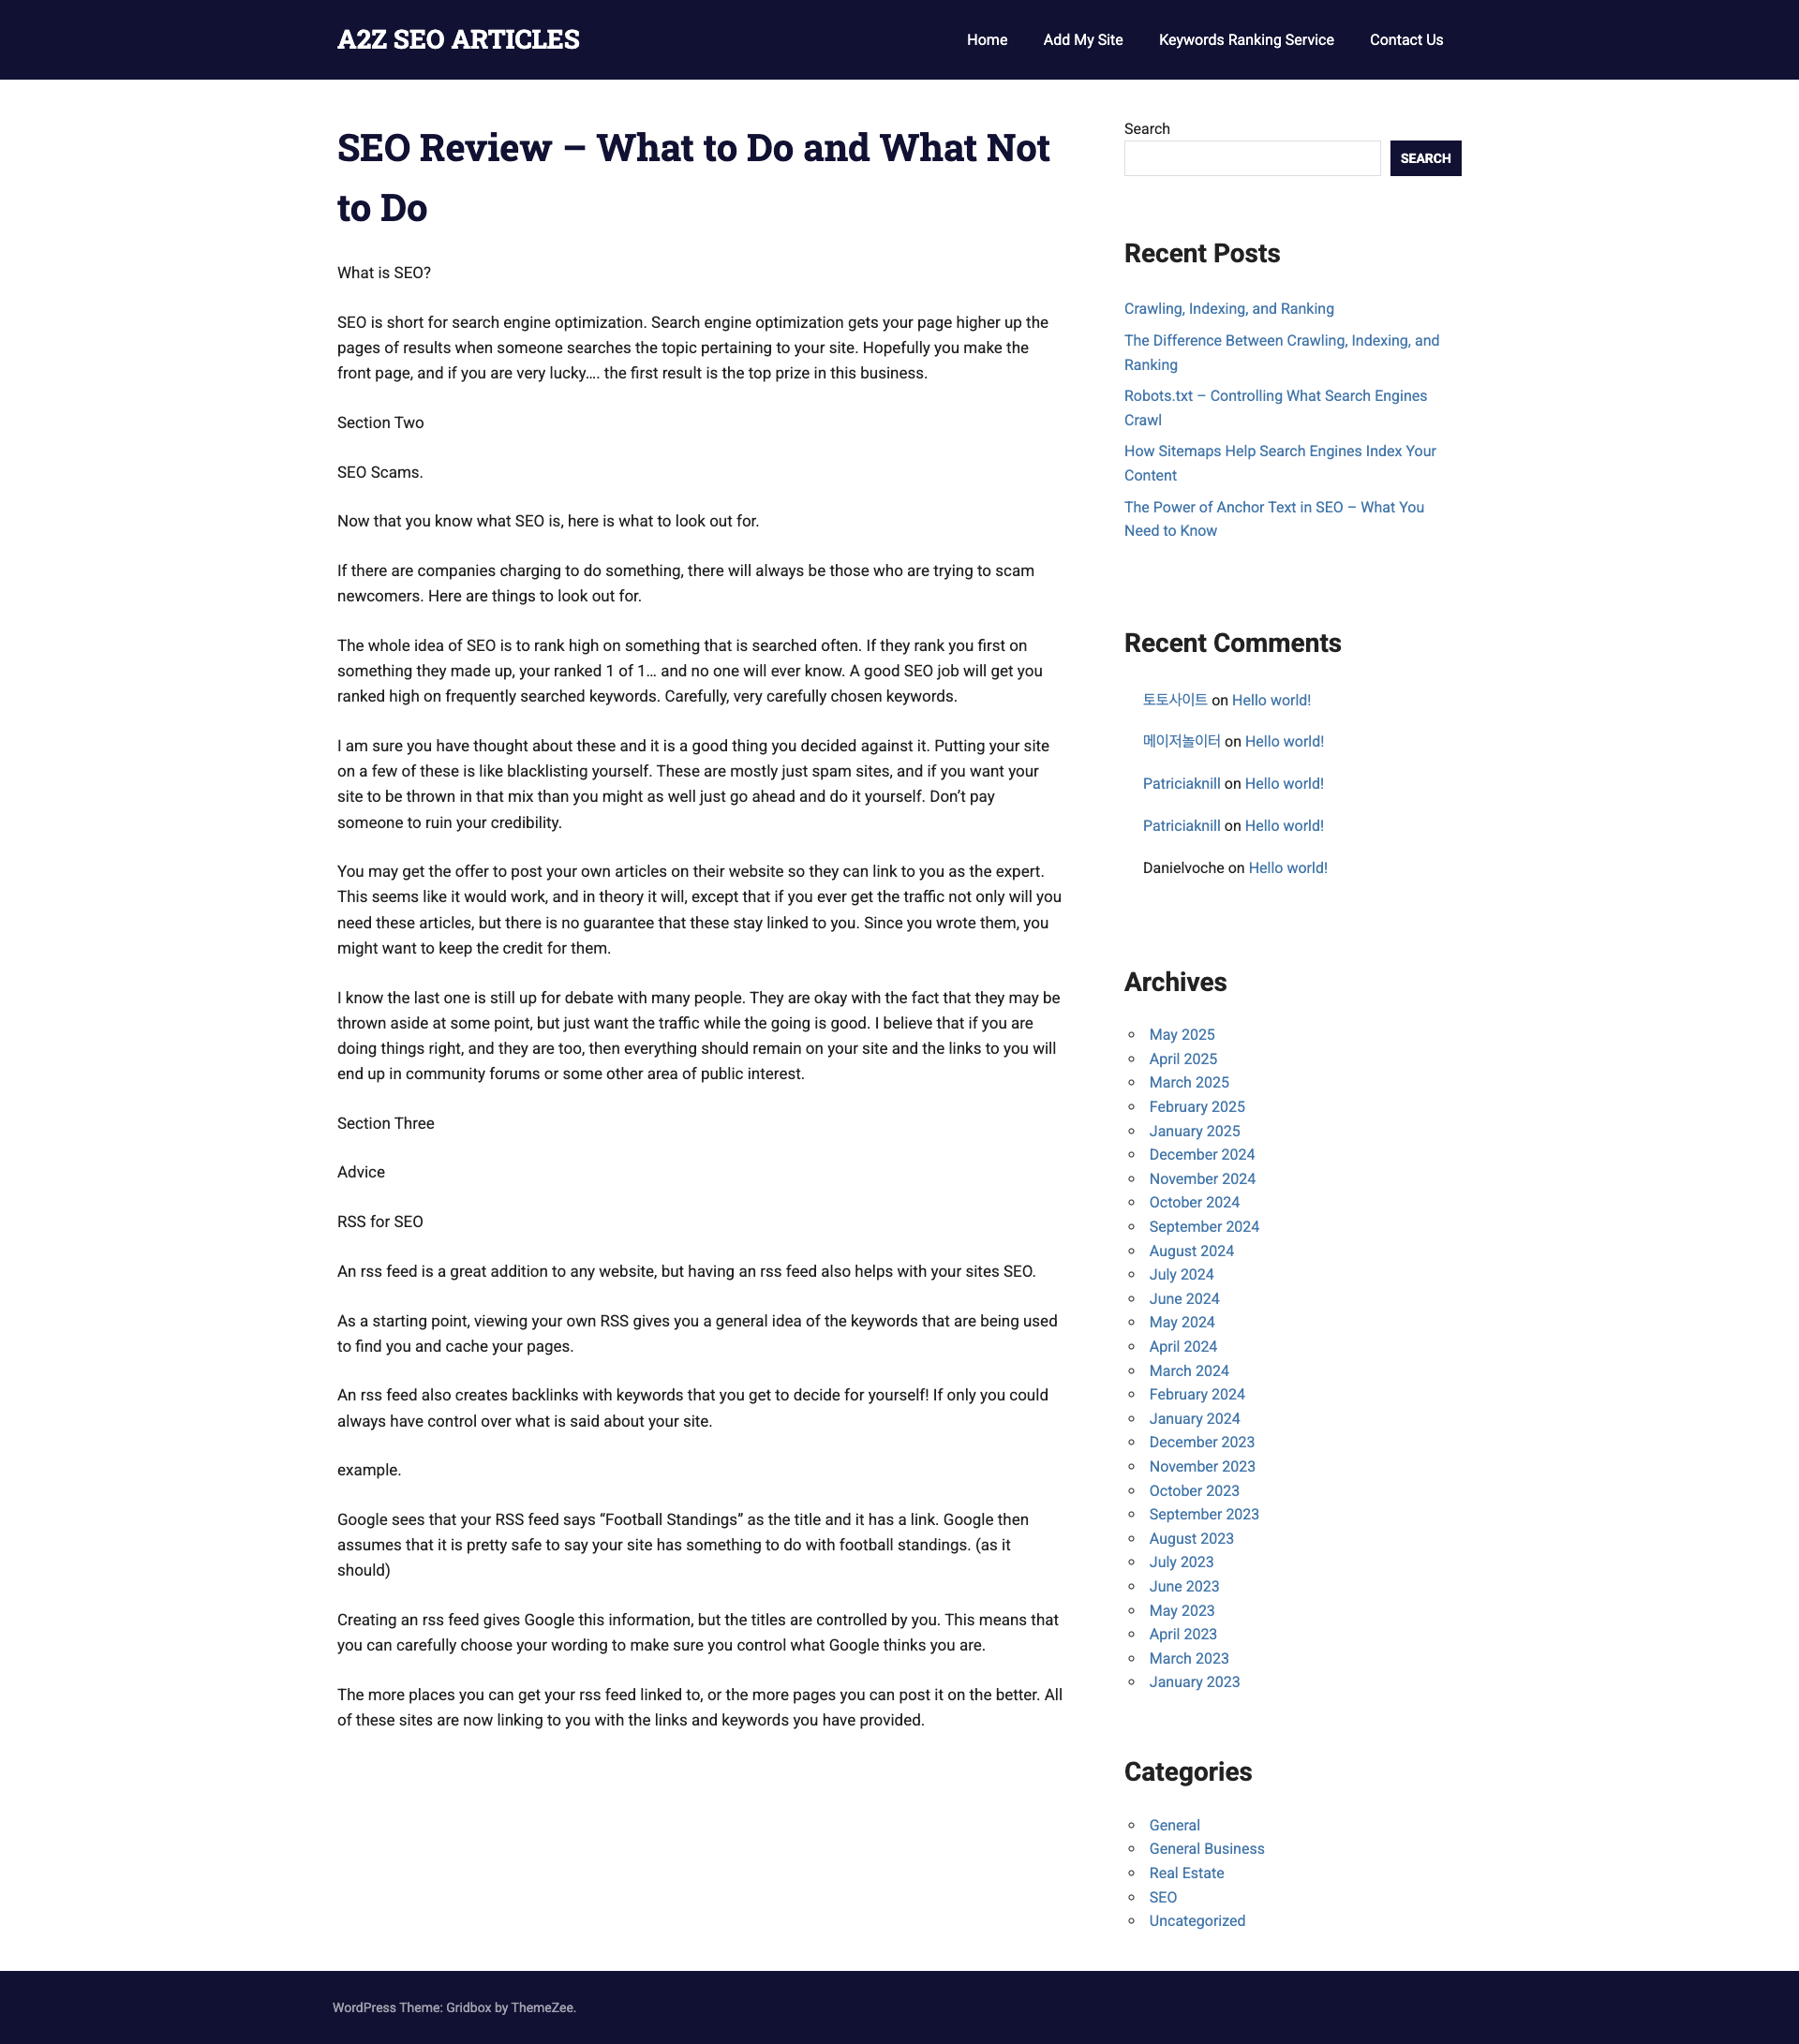 A2Z SEO ARTICLES
Home
Add My Site
Keywords Ranking Service
Contact Us
SEO Review – What to Do and What Not
to Do
What is SEO?
SEO is short for search engine optimization. Search engine optimization gets your page higher up the
pages of results when someone searches the topic pertaining to your site. Hopefully you make the
front page, and if you are very lucky…. the first result is the top prize in this business.
Section Two
SEO Scams.
Now that you know what SEO is, here is what to look out for.
If there are companies charging to do something, there will always be those who are trying to scam
newcomers. Here are things to look out for.
The whole idea of SEO is to rank high on something that is searched often. If they rank you first on
something they made up, your ranked 1 of 1… and no one will ever know. A good SEO job will get you
ranked high on frequently searched keywords. Carefully, very carefully chosen keywords.
I am sure you have thought about these and it is a good thing you decided against it. Putting your site
on a few of these is like blacklisting yourself. These are mostly just spam sites, and if you want your
site to be thrown in that mix than you might as well just go ahead and do it yourself. Don’t pay
someone to ruin your credibility.
You may get the offer to post your own articles on their website so they can link to you as the expert.
This seems like it would work, and in theory it will, except that if you ever get the traffic not only will you
need these articles, but there is no guarantee that these stay linked to you. Since you wrote them, you
might want to keep the credit for them.
I know the last one is still up for debate with many people. They are okay with the fact that they may be
thrown aside at some point, but just want the traffic while the going is good. I believe that if you are
doing things right, and they are too, then everything should remain on your site and the links to you will
end up in community forums or some other area of public interest.
Section Three
Advice
RSS for SEO
An rss feed is a great addition to any website, but having an rss feed also helps with your sites SEO.
As a starting point, viewing your own RSS gives you a general idea of the keywords that are being used
to find you and cache your pages.
An rss feed also creates backlinks with keywords that you get to decide for yourself! If only you could
always have control over what is said about your site.
example.
Google sees that your RSS feed says “Football Standings” as the title and it has a link. Google then
assumes that it is pretty safe to say your site has something to do with football standings. (as it
should)
Creating an rss feed gives Google this information, but the titles are controlled by you. This means that
you can carefully choose your wording to make sure you control what Google thinks you are.
The more places you can get your rss feed linked to, or the more pages you can post it on the better. All
of these sites are now linking to you with the links and keywords you have provided.
Search
SEARCH
Recent Posts
Crawling, Indexing, and Ranking
The Difference Between Crawling, Indexing, and
Ranking
Robots.txt – Controlling What Search Engines
Crawl
How Sitemaps Help Search Engines Index Your
Content
The Power of Anchor Text in SEO – What You
Need to Know
Recent Comments
토토사이트 on Hello world!
메이저놀이터 on Hello world!
Patriciaknill on Hello world!
Patriciaknill on Hello world!
Danielvoche on Hello world!
Archives
May 2025
April 2025
March 2025
February 2025
January 2025
December 2024
November 2024
October 2024
September 2024
August 2024
July 2024
June 2024
May 2024
April 2024
March 2024
February 2024
January 2024
December 2023
November 2023
October 2023
September 2023
August 2023
July 2023
June 2023
May 2023
April 2023
March 2023
January 2023
Categories
General
General Business
Real Estate
SEO
Uncategorized
WordPress Theme: Gridbox by ThemeZee.